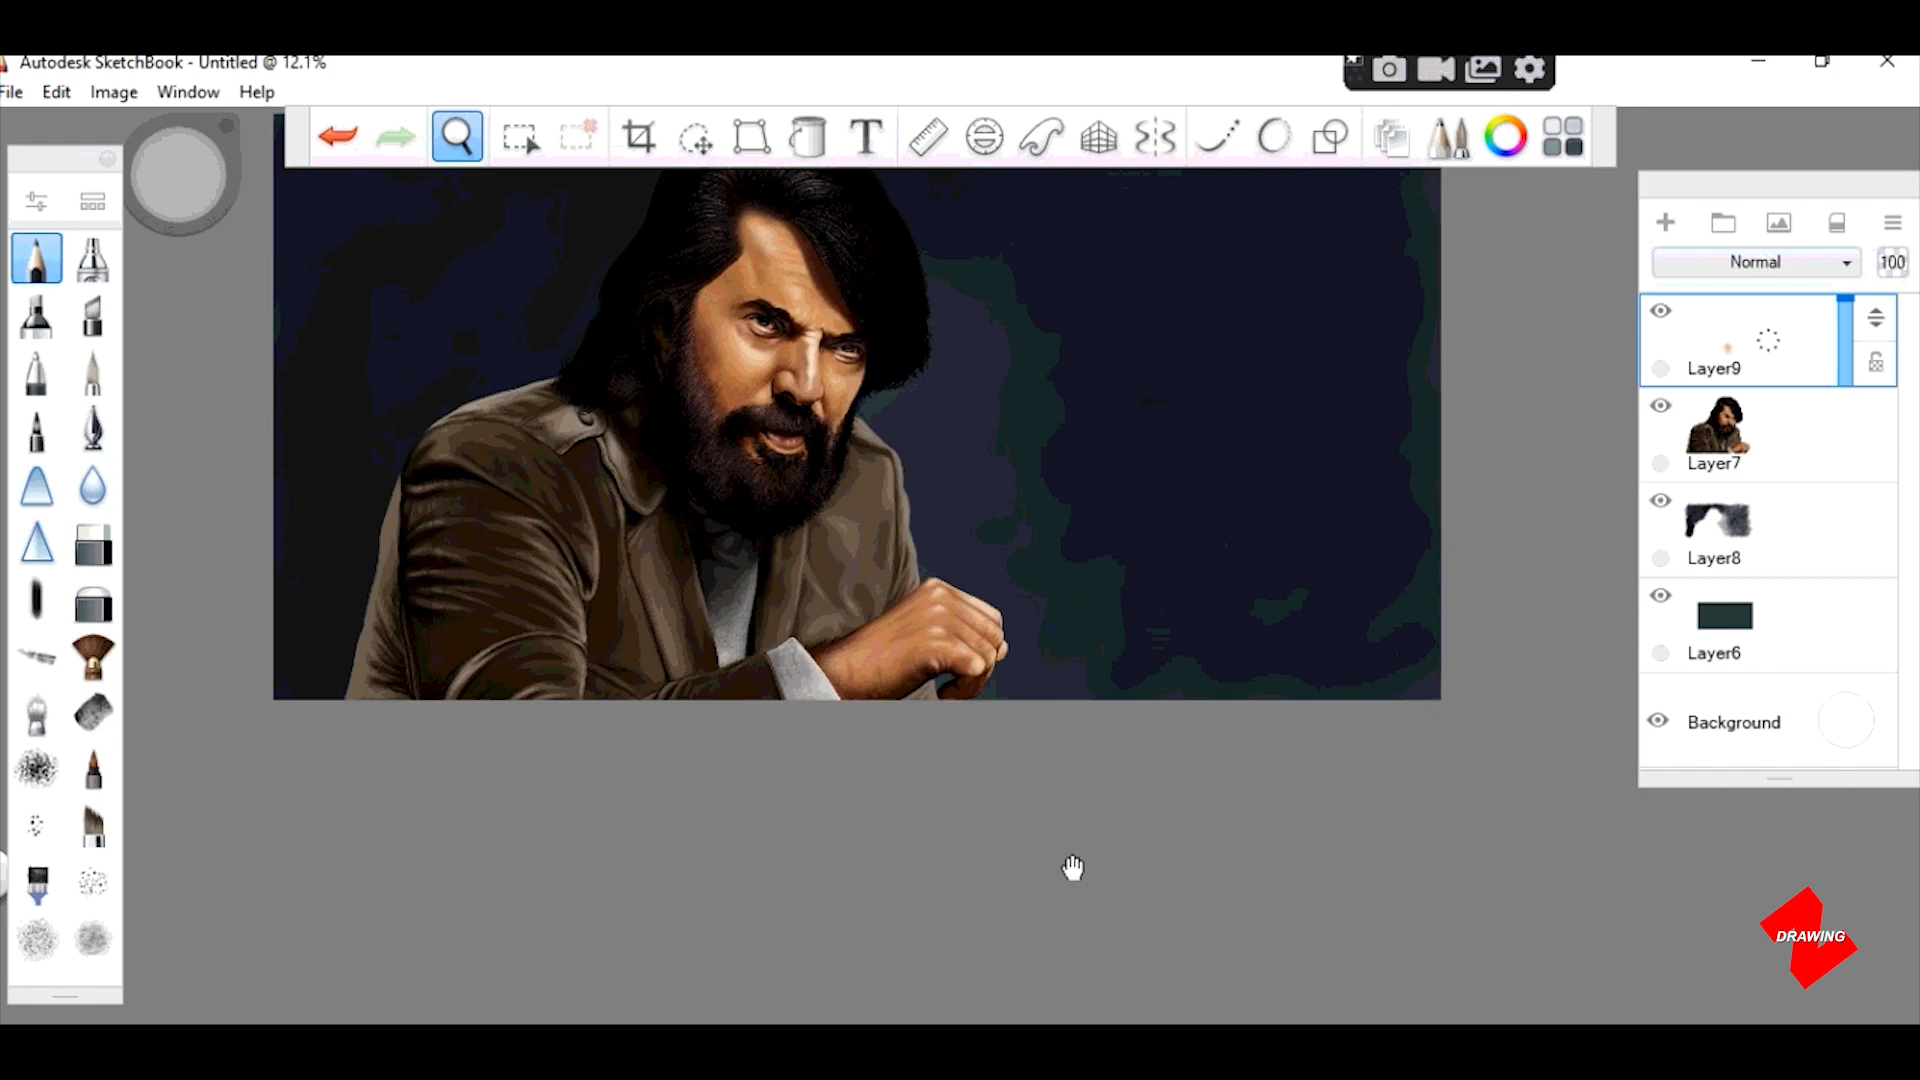 Autodesk SketchBook - Untitled @ 12.1%
File Edit Image Window Help
T
Normal 100
Layer9
Layer7
Layer8
Layer6
Background
DRAWING